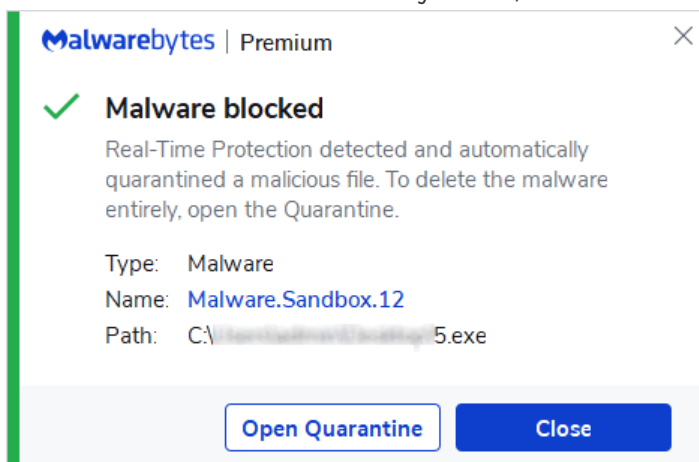 Malwarebytes | Premium
Malware blocked
Real-Time Protection detected and automatically
quarantined a malicious file. To delete the malware
entirely, open the Quarantine.
Type: Malware
Name: Malware.Sandbox.12
Path: C:\ 5.exe
Open Quarantine Close